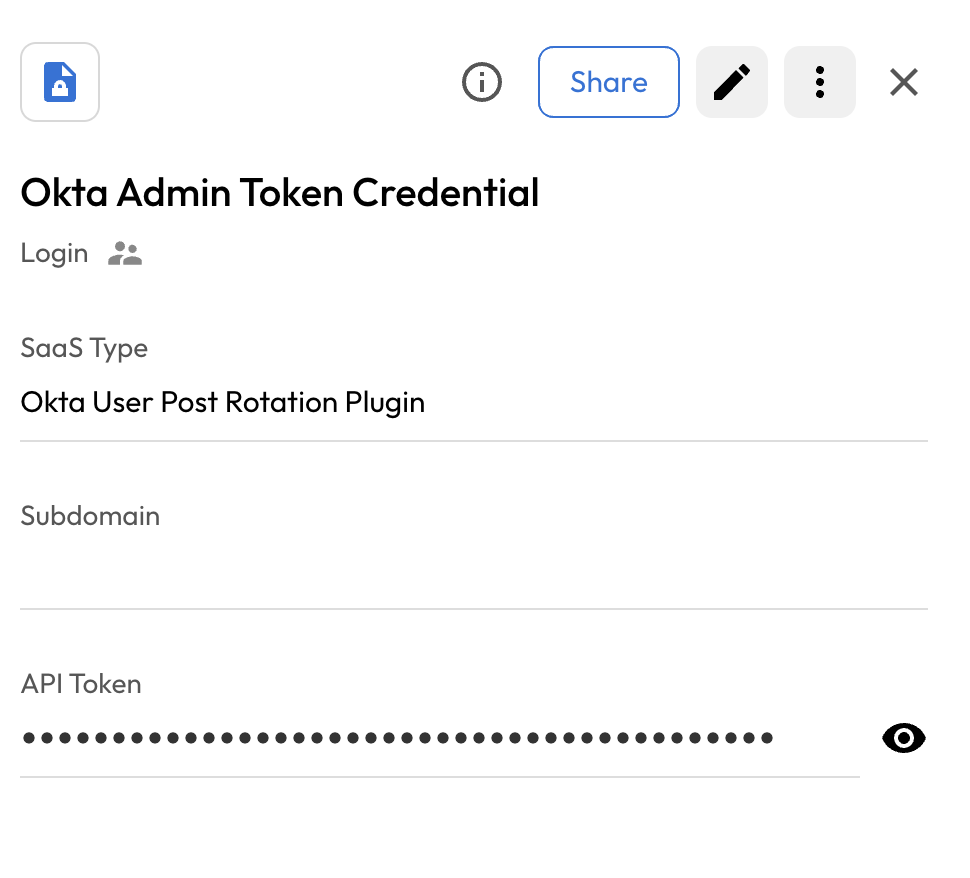 Share
Okta Admin Token Credential
Login
SaaS Type
Okta User Post Rotation Plugin
Subdomain
API Token
••••••••••••••••••••••••••••••••••••••••••